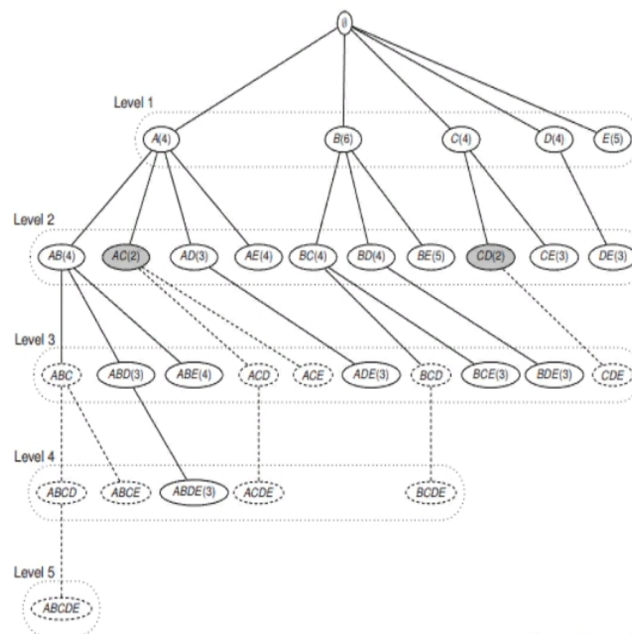 ∅
Level 1
A(4) B(6) C(4) D(4) E(5)
Level 2
AB(4) AC(2) AD(3) AE(4) BC(4) BD(4) BE(5) CD(2) CE(3) DE(3)
Level 3
ABC ABD(3) ABE(4) ACD ACE ADE(3) BCD BCE(3) BDE(3) CDE
Level 4
ABCD ABCE ABDE(3) ACDE BCDE
Level 5
ABCDE